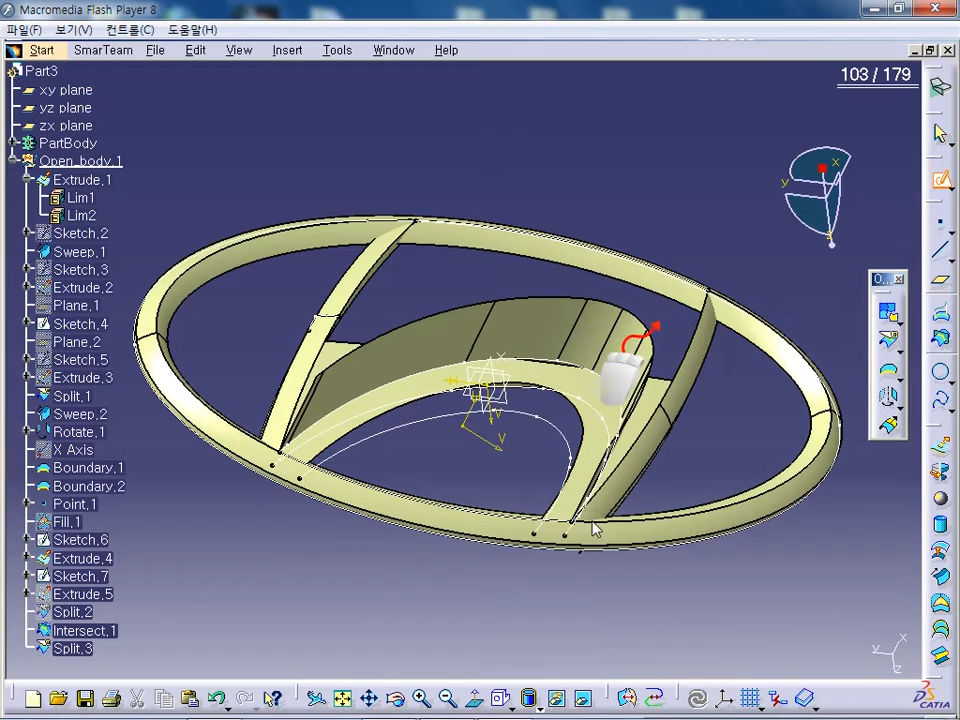 Macromedia Flash Player 8
파일(F) 보기(V) 컨트롤(C) 도움말(H)
Start SmarTeam File Edit View Insert Tools Window Help
103 / 179
Part3
xy plane
yz plane
zx plane
PartBody
Open_body.1
Extrude.1
Lim1
Lim2
Sketch.2
Sweep.1
Sketch.3
Extrude.2
Plane.1
Sketch.4
Plane.2
Sketch.5
Extrude.3
Split.1
Sweep.2
Rotate.1
X Axis
Boundary.1
Boundary.2
Point.1
Fill.1
Sketch.6
Extrude.4
Sketch.7
Extrude.5
Split.2
Intersect.1
Split.3
x
y
z
O...
H
V
V
x
y
z
CATIA